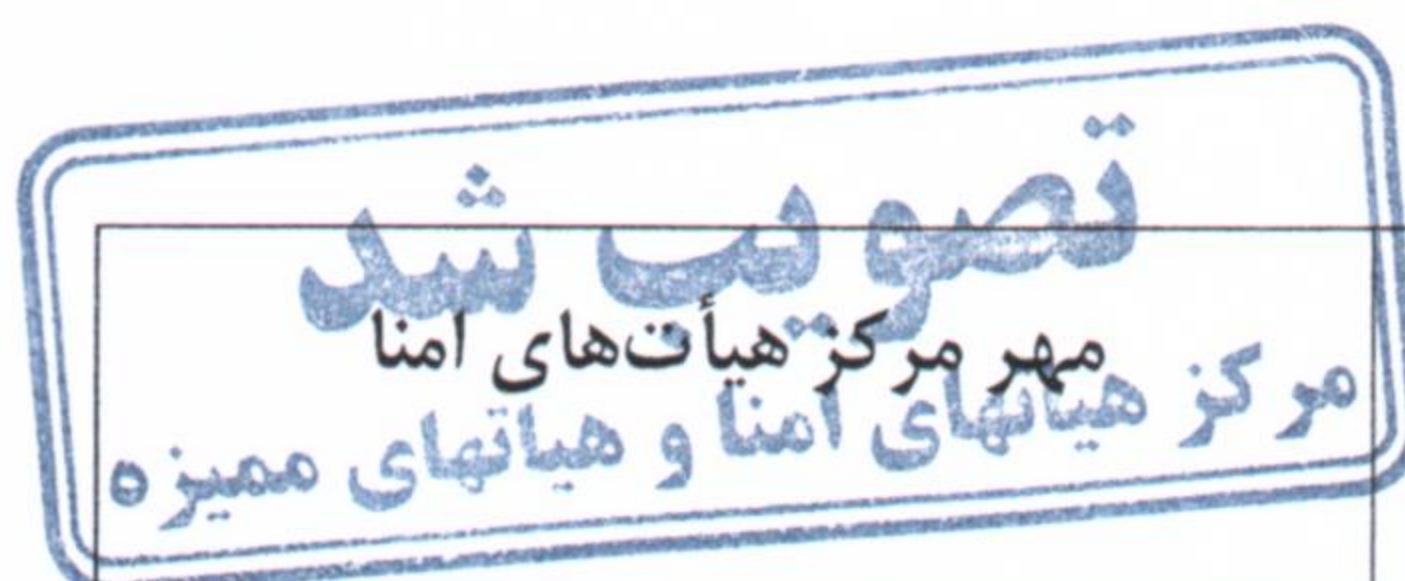 تصویب شد
مهر مرکز هیأت‌های امنا
مرکز هیاتهای امنا و هیاتهای ممیزه